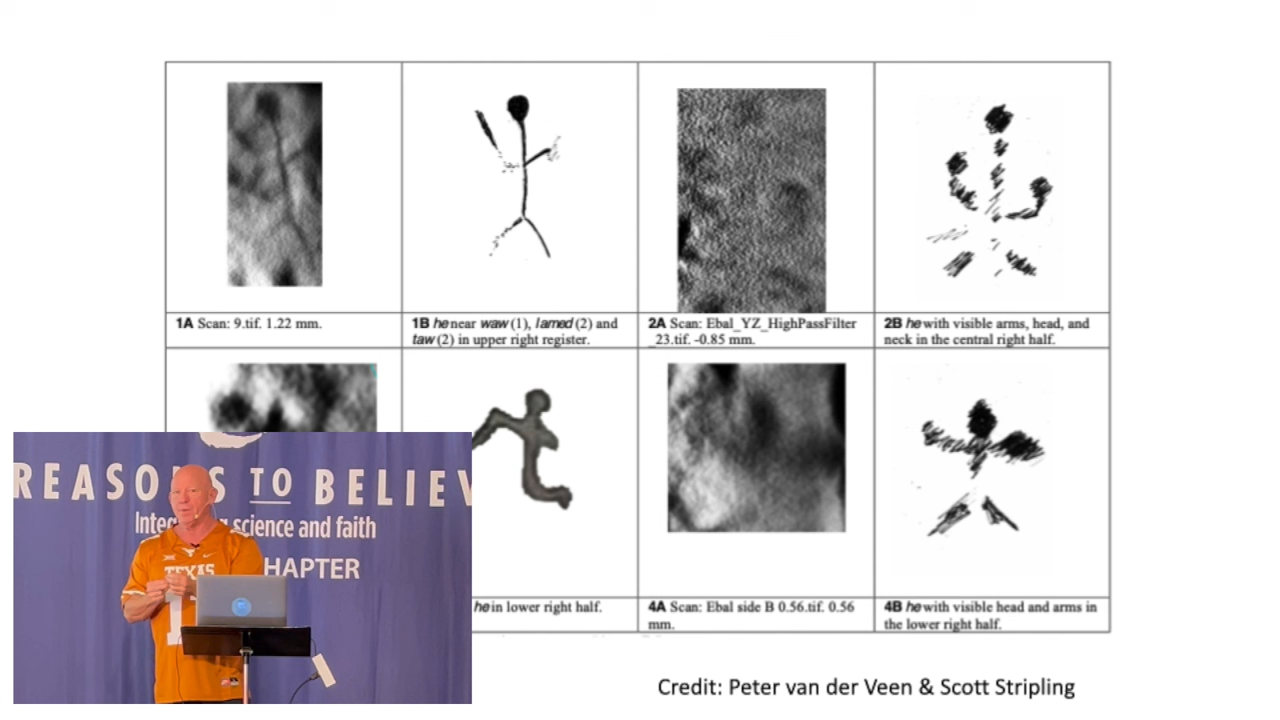 1A Scan: 9.tif. 1.22 mm.
1B he near waw (1), lamed (2) and
taw (2) in upper right register.
2A Scan: Ebal_YZ_HighPassFilter
_23.tif. -0.85 mm.
2B he with visible arms, head, and
neck in the central right half.
he in lower right half.
4A Scan: Ebal side B 0.56.tif. 0.56
mm.
4B he with visible head and arms in
the lower right half.
REASONS TO BELIEV
science and faith
HAPTER
TEXAS
Credit: Peter van der Veen & Scott Stripling